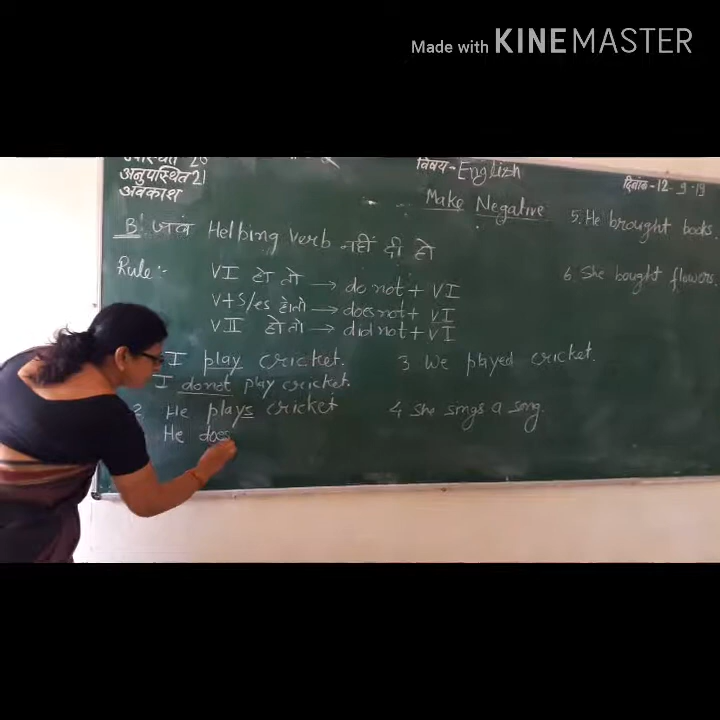 Made with KINEMASTER
उपस्थित 20
अनुपस्थित 21
अवकाश
विषय- English
दिनांक-12-9-19
Make Negative
B' जब Helping Verb नहीं दी हो
Rule:-
VI हो तो → do not + VI
V+S/es हो तो → does not + VI
VII हो तो → did not + VI
I play cricket.
I donot play cricket.
2 He plays cricket
He does
3 We played cricket.
4 She sings a song.
5. He brought books.
6. She bought flowers.